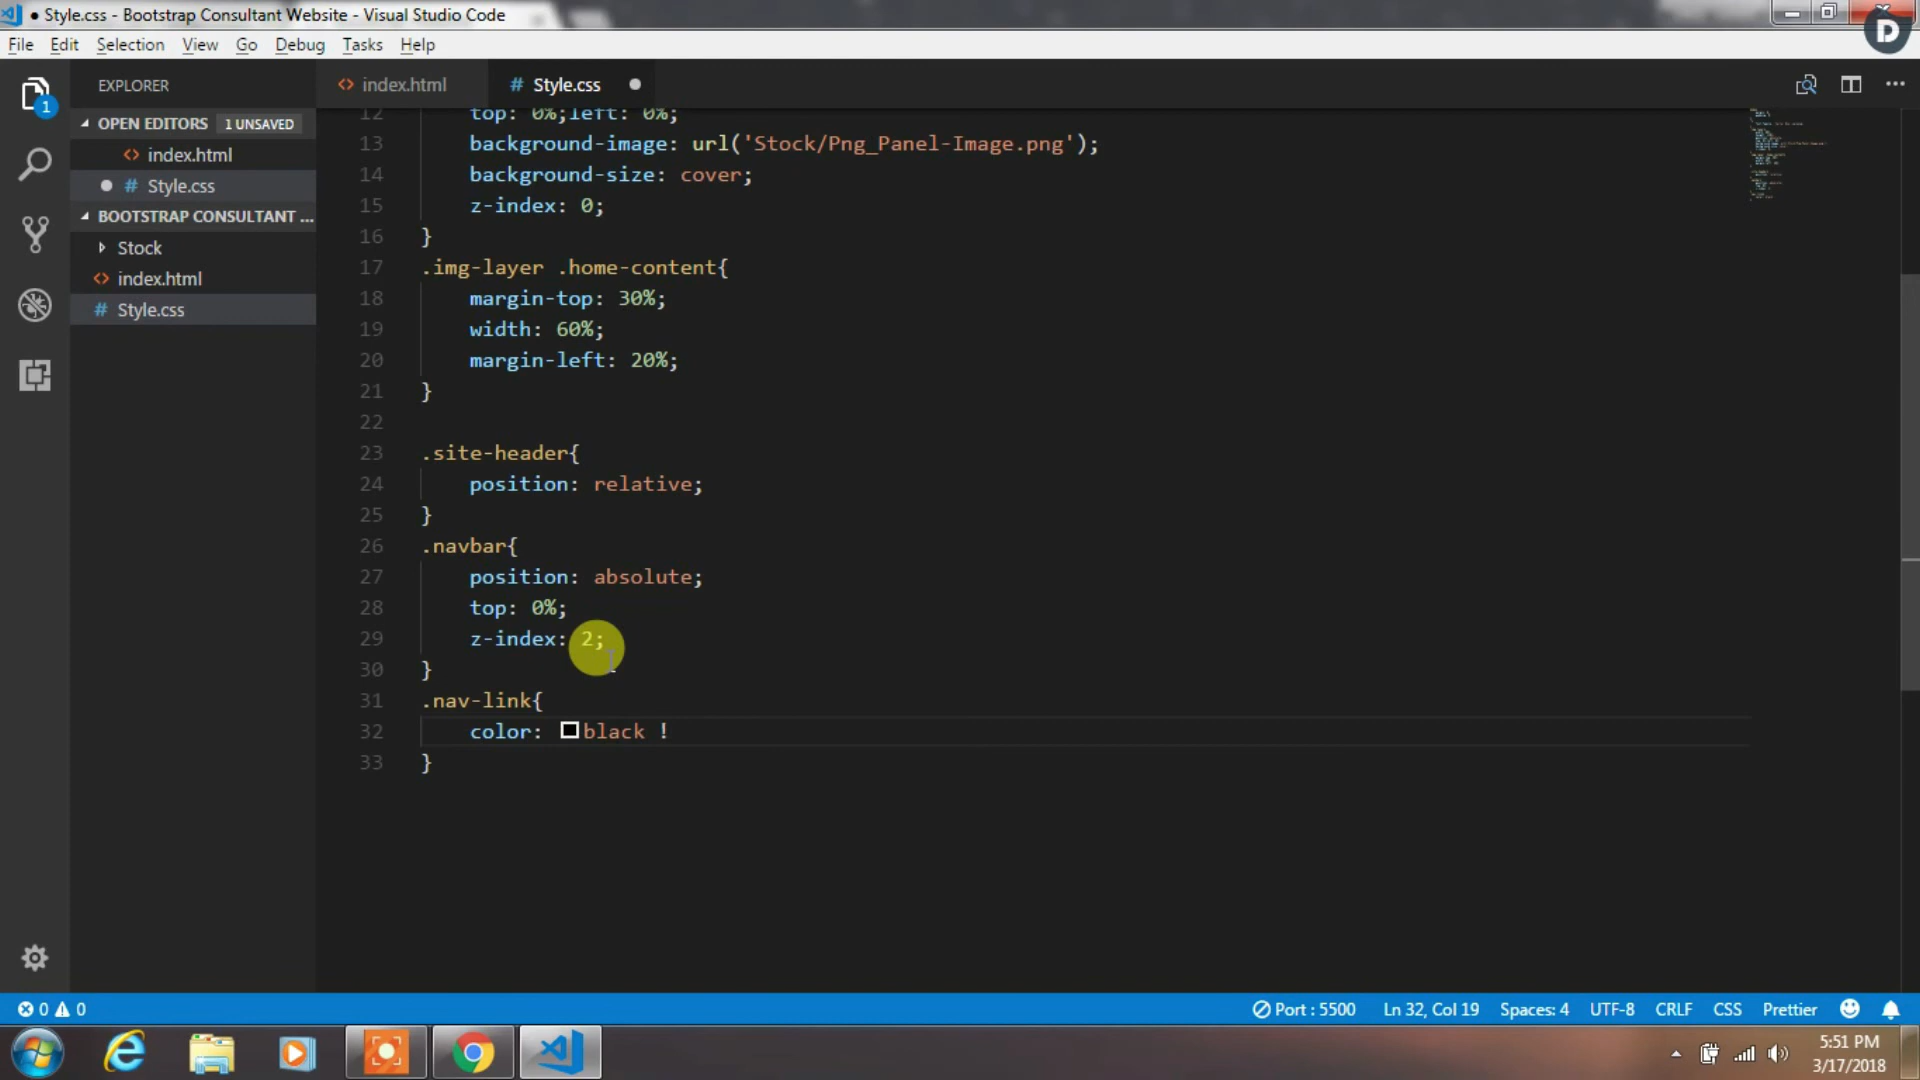 ● Style.css - Bootstrap Consultant Website - Visual Studio Code
D
File Edit Selection View Go Debug Tasks Help
EXPLORER
<> index.html
# Style.css ●
1
OPEN EDITORS 1 UNSAVED
<> index.html
● # Style.css
BOOTSTRAP CONSULTANT ...
Stock
<> index.html
# Style.css
12 top: 0%;left: 0%;
13 background-image: url('Stock/Png_Panel-Image.png');
14 background-size: cover;
15 z-index: 0;
16 }
17 .img-layer .home-content{
18 margin-top: 30%;
19 width: 60%;
20 margin-left: 20%;
21 }
22
23 .site-header{
24 position: relative;
25 }
26 .navbar{
27 position: absolute;
28 top: 0%;
29 z-index: 2;
30 }
31 .nav-link{
32 color: black !
33 }
0 0
Port : 5500 Ln 32, Col 19 Spaces: 4 UTF-8 CRLF CSS Prettier
5:51 PM
3/17/2018